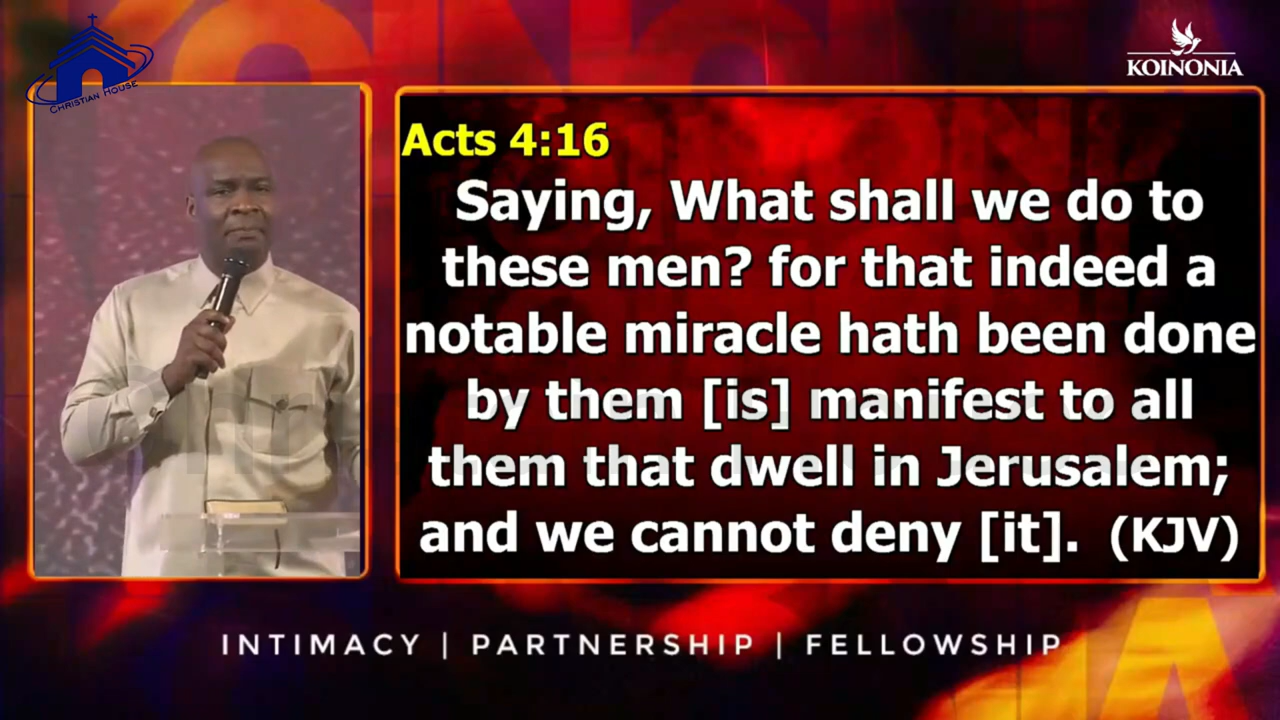 CHRISTIAN HOUSE
KOINONIA
Acts 4:16
Saying, What shall we do to
these men? for that indeed a
notable miracle hath been done
by them [is] manifest to all
them that dwell in Jerusalem;
and we cannot deny [it]. (KJV)
INTIMACY | PARTNERSHIP | FELLOWSHIP